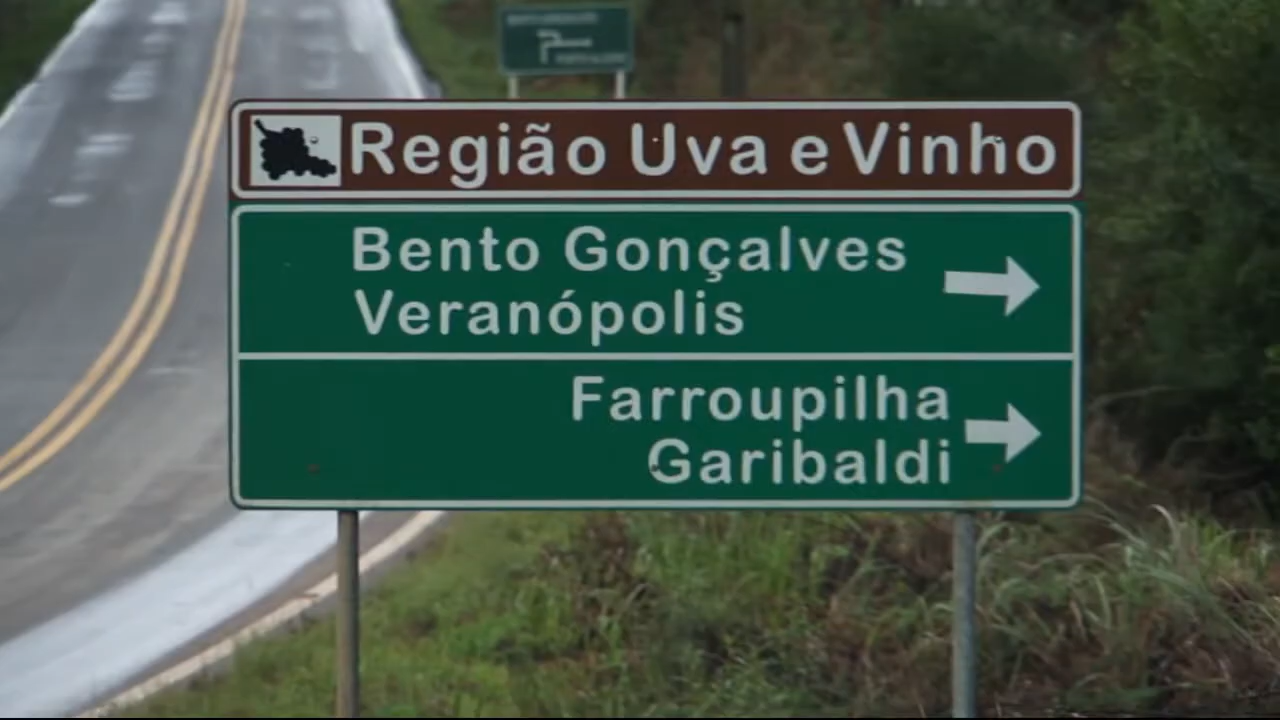 Região Uva e Vinho
Bento Gonçalves
Veranópolis
Farroupilha
Garibaldi